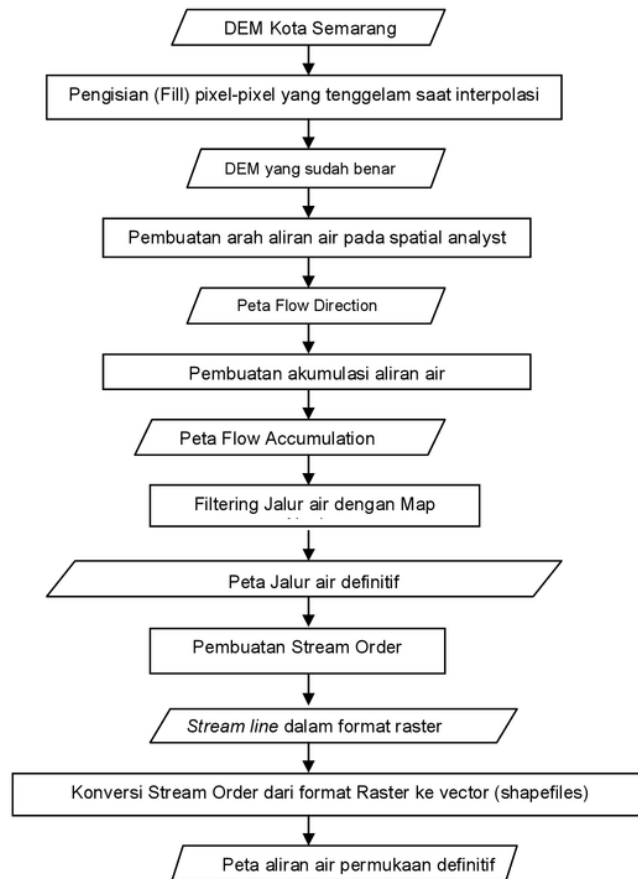 DEM Kota Semarang
Pengisian (Fill) pixel-pixel yang tenggelam saat interpolasi
DEM yang sudah benar
Pembuatan arah aliran air pada spatial analyst
Peta Flow Direction
Pembuatan akumulasi aliran air
Peta Flow Accumulation
Filtering Jalur air dengan Map
Peta Jalur air definitif
Pembuatan Stream Order
Stream line dalam format raster
Konversi Stream Order dari format Raster ke vector (shapefiles)
Peta aliran air permukaan definitif